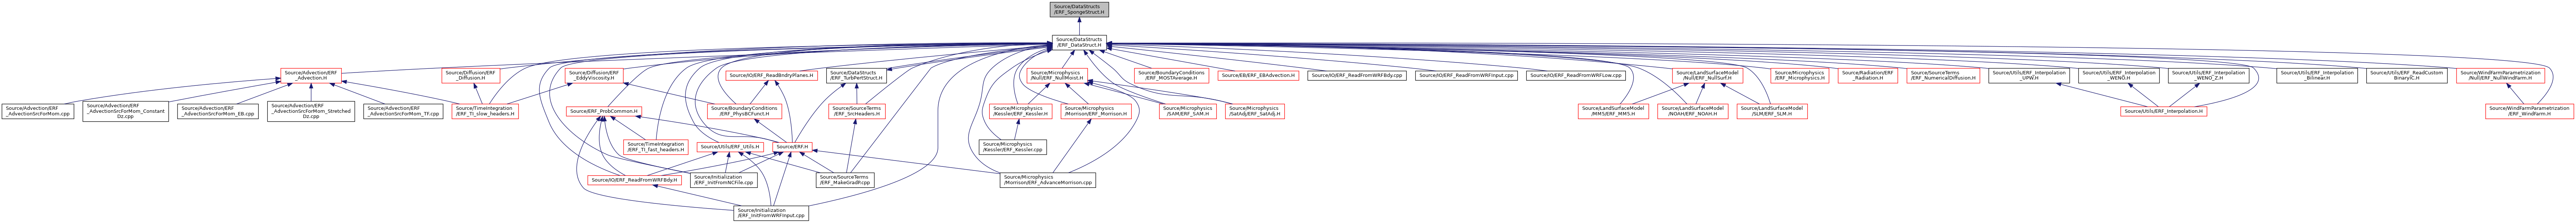 Source/DataStructs
/ERF_SpongeStruct.H
Source/DataStructs
/ERF_DataStruct.H
Source/Advection/ERF
_Advection.H
Source/Diffusion/ERF
_Diffusion.H
Source/Diffusion/ERF
_EddyViscosity.H
Source/IO/ERF_ReadBndryPlanes.H
Source/DataStructs
/ERF_TurbPertStruct.H
Source/Microphysics
/Null/ERF_NullMoist.H
Source/BoundaryConditions
/ERF_MOSTAverage.H
Source/EB/ERF_EBAdvection.H
Source/IO/ERF_ReadFromWRFBdy.cpp
Source/IO/ERF_ReadFromWRFInput.cpp
Source/IO/ERF_ReadFromWRFLow.cpp
Source/LandSurfaceModel
/Null/ERF_NullSurf.H
Source/Microphysics
/ERF_Microphysics.H
Source/Radiation/ERF
_Radiation.H
Source/SourceTerms
/ERF_NumericalDiffusion.H
Source/Utils/ERF_Interpolation
_UPW.H
Source/Utils/ERF_Interpolation
_WENO.H
Source/Utils/ERF_Interpolation
_WENO_Z.H
Source/Utils/ERF_Interpolation
_Bilinear.H
Source/Utils/ERF_ReadCustom
BinaryIC.H
Source/WindFarmParametrization
/Null/ERF_NullWindFarm.H
Source/Advection/ERF
_AdvectionSrcForMom.cpp
Source/Advection/ERF
_AdvectionSrcForMom_Constant
Dz.cpp
Source/Advection/ERF
_AdvectionSrcForMom_EB.cpp
Source/Advection/ERF
_AdvectionSrcForMom_Stretched
Dz.cpp
Source/Advection/ERF
_AdvectionSrcForMom_TF.cpp
Source/TimeIntegration
/ERF_TI_slow_headers.H
Source/ERF_ProbCommon.H
Source/BoundaryConditions
/ERF_PhysBCFunct.H
Source/SourceTerms
/ERF_SrcHeaders.H
Source/Microphysics
/Kessler/ERF_Kessler.H
Source/Microphysics
/Morrison/ERF_Morrison.H
Source/Microphysics
/SAM/ERF_SAM.H
Source/Microphysics
/SatAdj/ERF_SatAdj.H
Source/LandSurfaceModel
/MM5/ERF_MM5.H
Source/LandSurfaceModel
/NOAH/ERF_NOAH.H
Source/LandSurfaceModel
/SLM/ERF_SLM.H
Source/Utils/ERF_Interpolation.H
Source/WindFarmParametrization
/ERF_WindFarm.H
Source/TimeIntegration
/ERF_TI_fast_headers.H
Source/Utils/ERF_Utils.H
Source/ERF.H
Source/Microphysics
/Kessler/ERF_Kessler.cpp
Source/IO/ERF_ReadFromWRFBdy.H
Source/Initialization
/ERF_InitFromNCFile.cpp
Source/SourceTerms
/ERF_MakeGradP.cpp
Source/Microphysics
/Morrison/ERF_AdvanceMorrison.cpp
Source/Initialization
/ERF_InitFromWRFInput.cpp